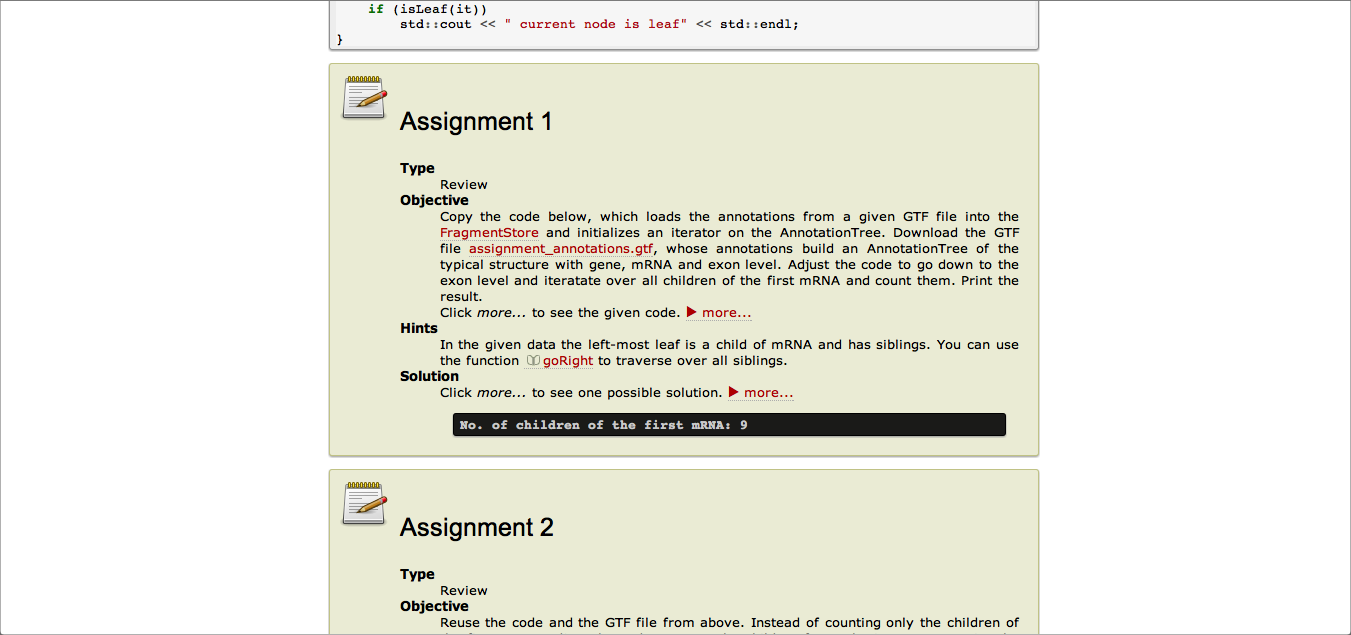 if (isLeaf(it))
std::cout << " current node is leaf" << std::endl;
}
Assignment 1
Type
Review
Objective
Copy the code below, which loads the annotations from a given GTF file into the
FragmentStore and initializes an iterator on the AnnotationTree. Download the GTF
file assignment_annotations.gtf, whose annotations build an AnnotationTree of the
typical structure with gene, mRNA and exon level. Adjust the code to go down to the
exon level and iteratate over all children of the first mRNA and count them. Print the
result.
Click more... to see the given code. ▶ more...
Hints
In the given data the left-most leaf is a child of mRNA and has siblings. You can use
the function goRight to traverse over all siblings.
Solution
Click more... to see one possible solution. ▶ more...
No. of children of the first mRNA: 9
Assignment 2
Type
Review
Objective
Reuse the code and the GTF file from above. Instead of counting only the children of